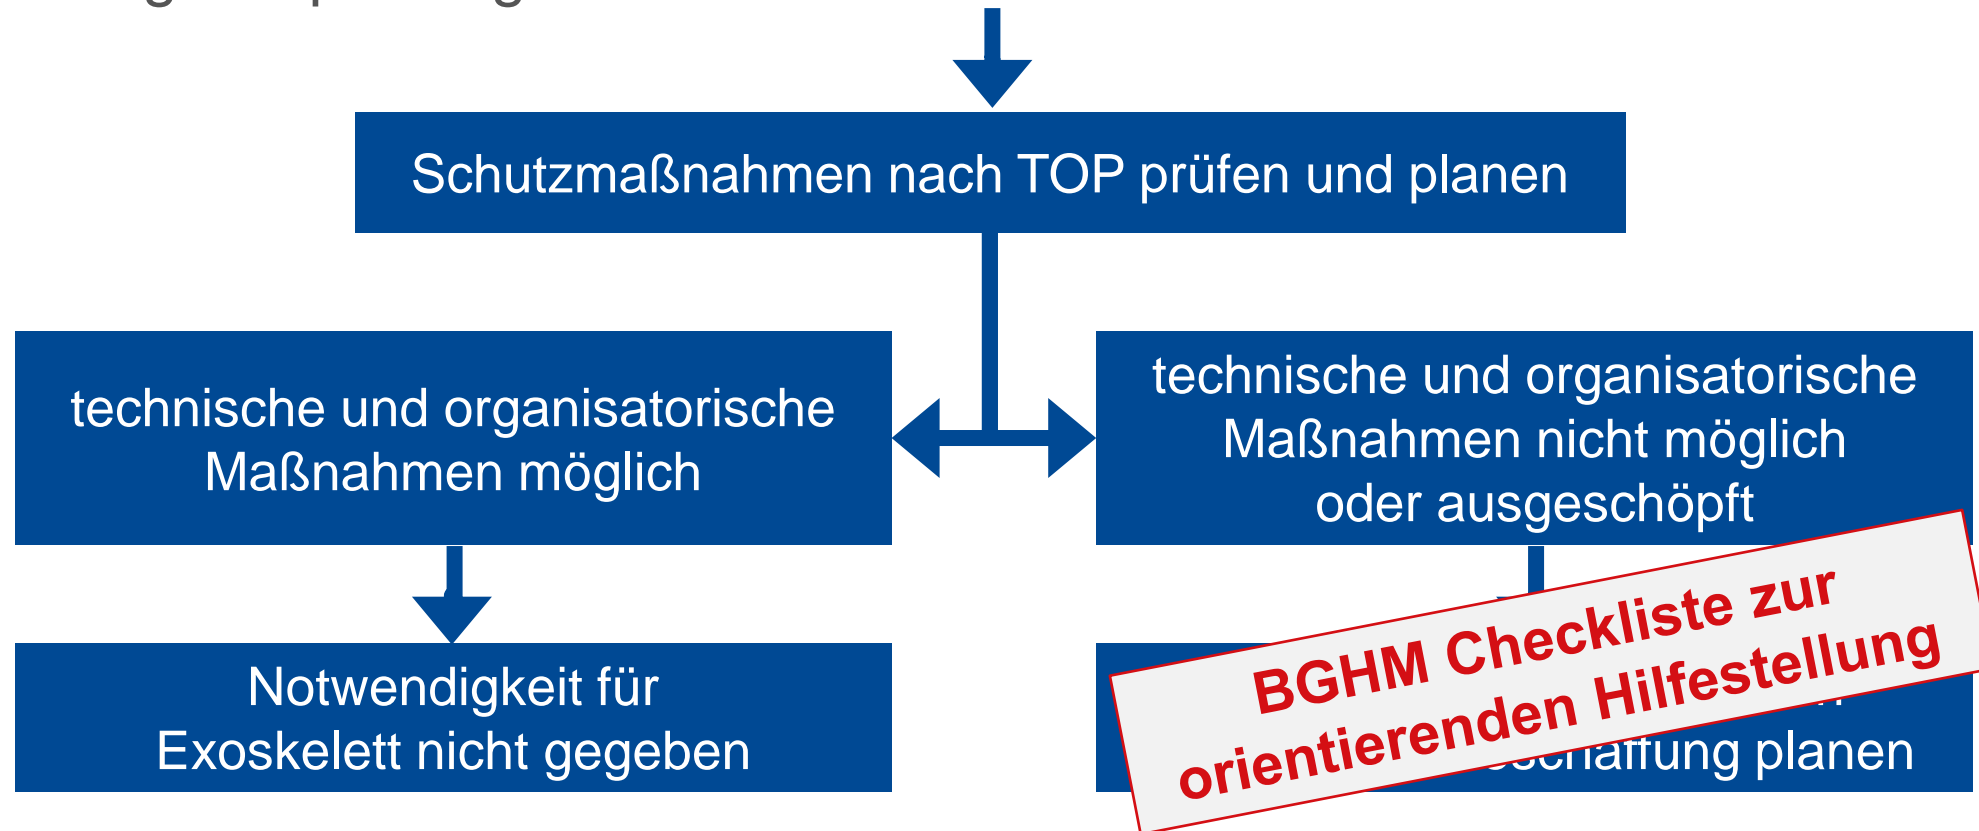 Schutzmaßnahmen nach TOP prüfen und planen
technische und organisatorische
Maßnahmen möglich
technische und organisatorische
Maßnahmen nicht möglich
oder ausgeschöpft
Notwendigkeit für
Exoskelett nicht gegeben
BGHM Checkliste zur
orientierenden Hilfestellung
planen